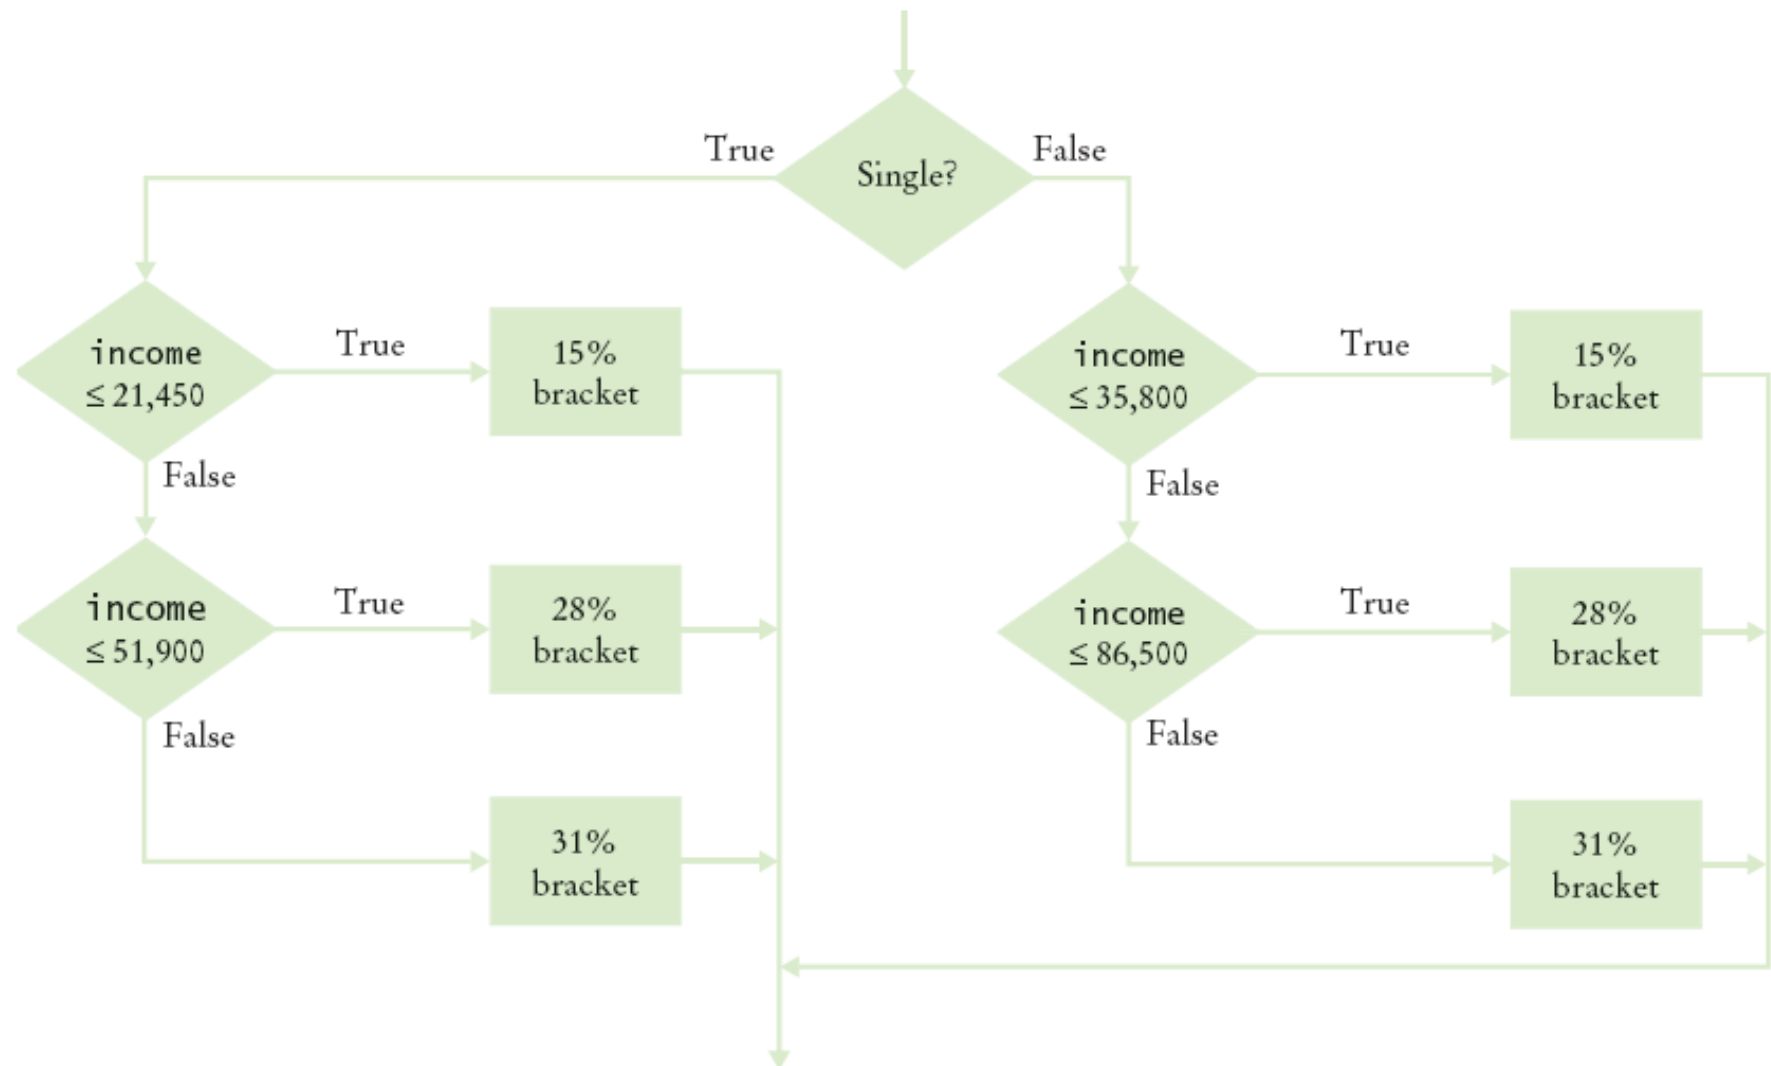 Single?
True
False
income
≤ 21,450
True
15%
bracket
False
income
≤ 51,900
True
28%
bracket
False
31%
bracket
income
≤ 35,800
True
15%
bracket
False
income
≤ 86,500
True
28%
bracket
False
31%
bracket